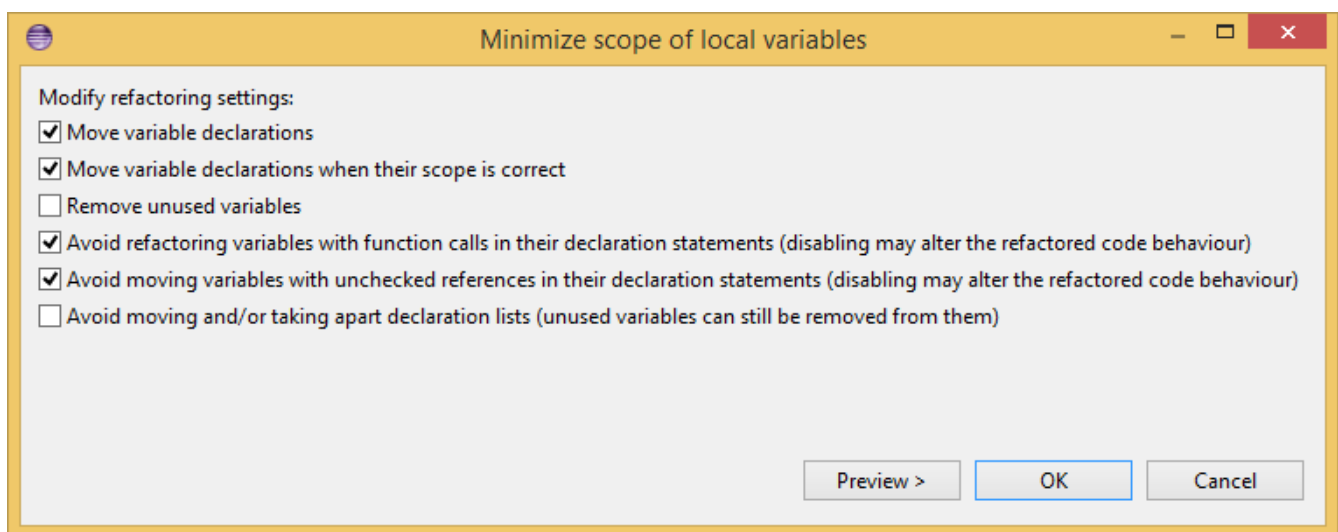 Minimize scope of local variables
Modify refactoring settings:
Move variable declarations
Move variable declarations when their scope is correct
Remove unused variables
Avoid refactoring variables with function calls in their declaration statements (disabling may alter the refactored code behaviour)
Avoid moving variables with unchecked references in their declaration statements (disabling may alter the refactored code behaviour)
Avoid moving and/or taking apart declaration lists (unused variables can still be removed from them)
Preview > OK Cancel